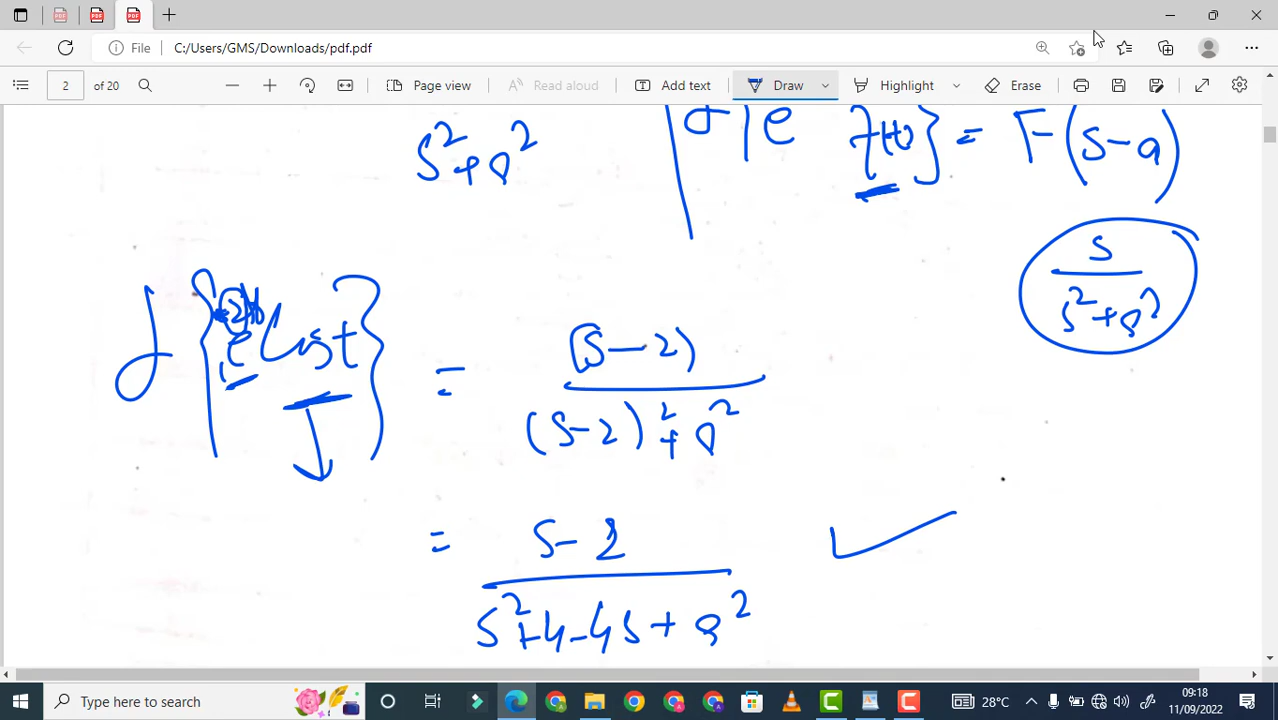 File C:/Users/GMS/Downloads/pdf.pdf
2 of 20 Page view Read aloud Add text Draw Highlight Erase
s²+a² e f(t)} = F(s-a)
s
s²+a²
{e cos t} = (s-2)
(s-2)²+a²
= s-2
s²+4-4s+a²
Type here to search 28°C 09:18
11/09/2022